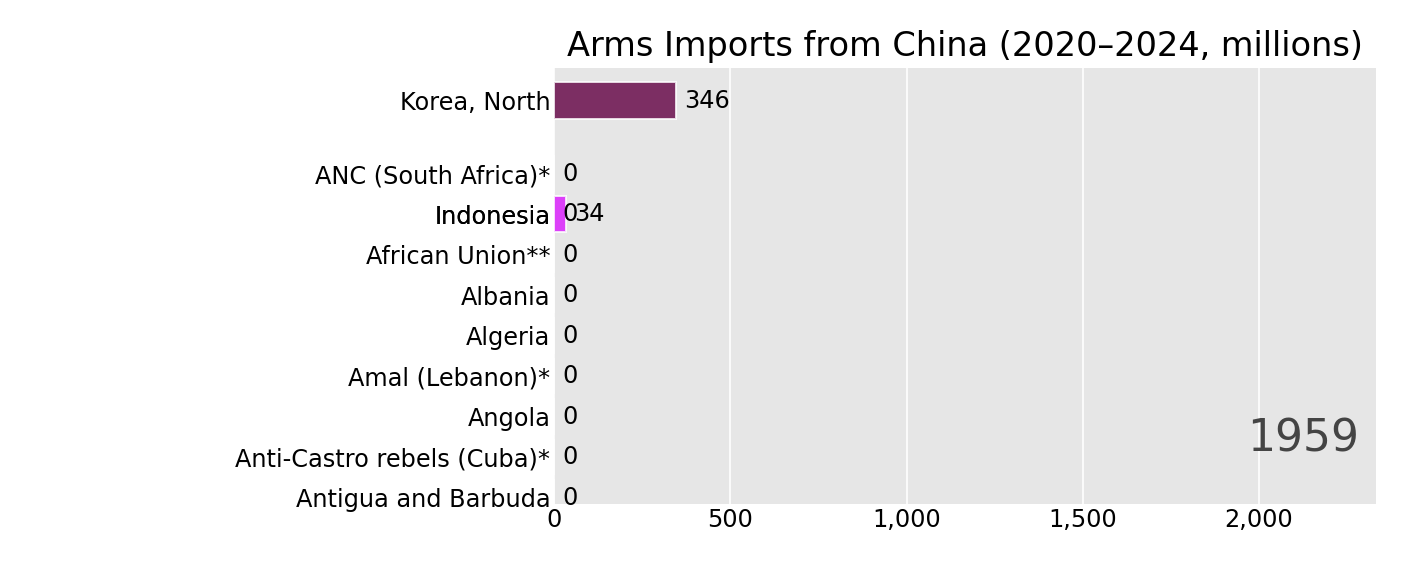 Arms Imports from China (2020–2024, millions)
Korea, North 346
ANC (South Africa)* 0
Indonesia 0 34
African Union** 0
Albania 0
Algeria 0
Amal (Lebanon)* 0
Angola 0
1959
Anti-Castro rebels (Cuba)* 0
Antigua and Barbuda 0
0 500 1,000 1,500 2,000